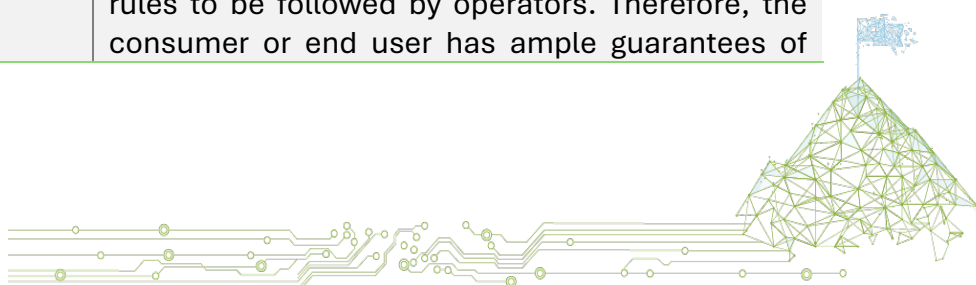 rules to be followed by operators. Therefore, the
consumer or end user has ample guarantees of